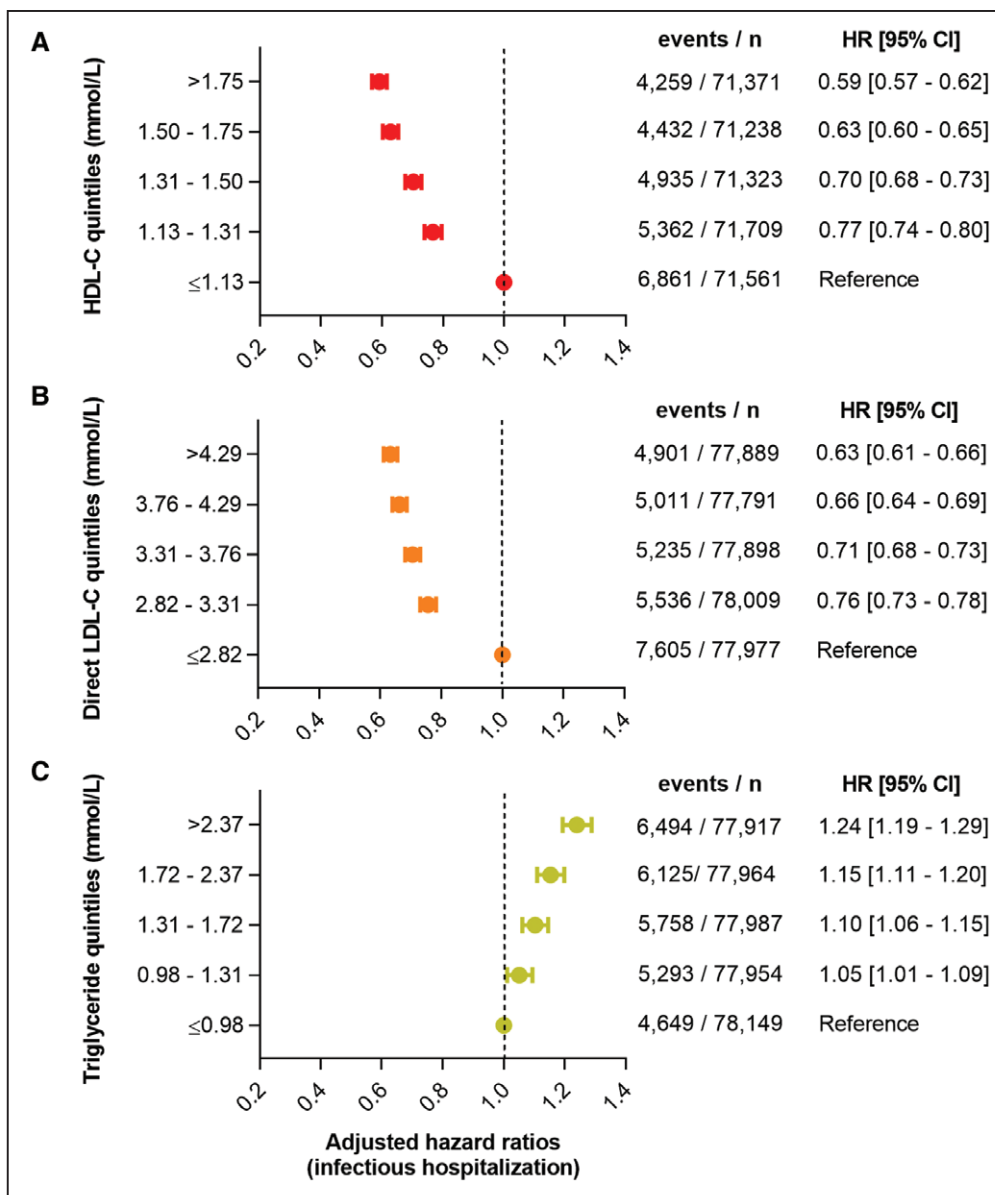 A
HDL-C quintiles (mmol/L)
events / n HR [95% CI]
>1.75 4,259 / 71,371 0.59 [0.57 - 0.62]
1.50 - 1.75 4,432 / 71,238 0.63 [0.60 - 0.65]
1.31 - 1.50 4,935 / 71,323 0.70 [0.68 - 0.73]
1.13 - 1.31 5,362 / 71,709 0.77 [0.74 - 0.80]
≤1.13 6,861 / 71,561 Reference
0.2 0.4 0.6 0.8 1.0 1.2 1.4
B
Direct LDL-C quintiles (mmol/L)
events / n HR [95% CI]
>4.29 4,901 / 77,889 0.63 [0.61 - 0.66]
3.76 - 4.29 5,011 / 77,791 0.66 [0.64 - 0.69]
3.31 - 3.76 5,235 / 77,898 0.71 [0.68 - 0.73]
2.82 - 3.31 5,536 / 78,009 0.76 [0.73 - 0.78]
≤2.82 7,605 / 77,977 Reference
0.2 0.4 0.6 0.8 1.0 1.2 1.4
C
Triglyceride quintiles (mmol/L)
events / n HR [95% CI]
>2.37 6,494 / 77,917 1.24 [1.19 - 1.29]
1.72 - 2.37 6,125/ 77,964 1.15 [1.11 - 1.20]
1.31 - 1.72 5,758 / 77,987 1.10 [1.06 - 1.15]
0.98 - 1.31 5,293 / 77,954 1.05 [1.01 - 1.09]
≤0.98 4,649 / 78,149 Reference
0.2 0.4 0.6 0.8 1.0 1.2 1.4
Adjusted hazard ratios
(infectious hospitalization)